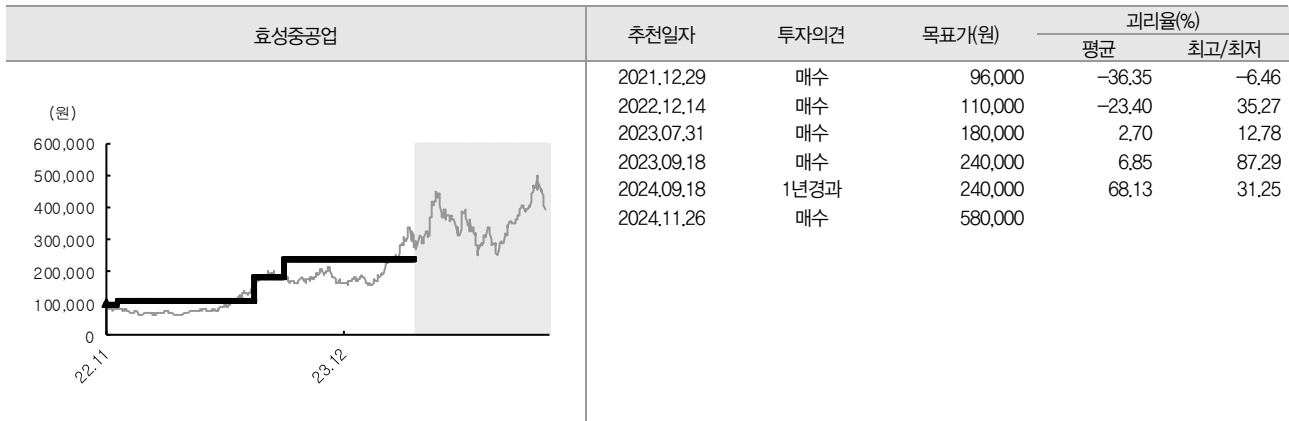 효성중공업
추천일자 투자의견 목표가(원) 괴리율(%)
평균 최고/최저
(원)
600,000
500,000
400,000
300,000
200,000
100,000
0
22.11
23.12
2021.12.29 매수 96,000 -36.35 -6.46
2022.12.14 매수 110,000 -23.40 35.27
2023.07.31 매수 180,000 2.70 12.78
2023.09.18 매수 240,000 6.85 87.29
2024.09.18 1년경과 240,000 68.13 31.25
2024.11.26 매수 580,000